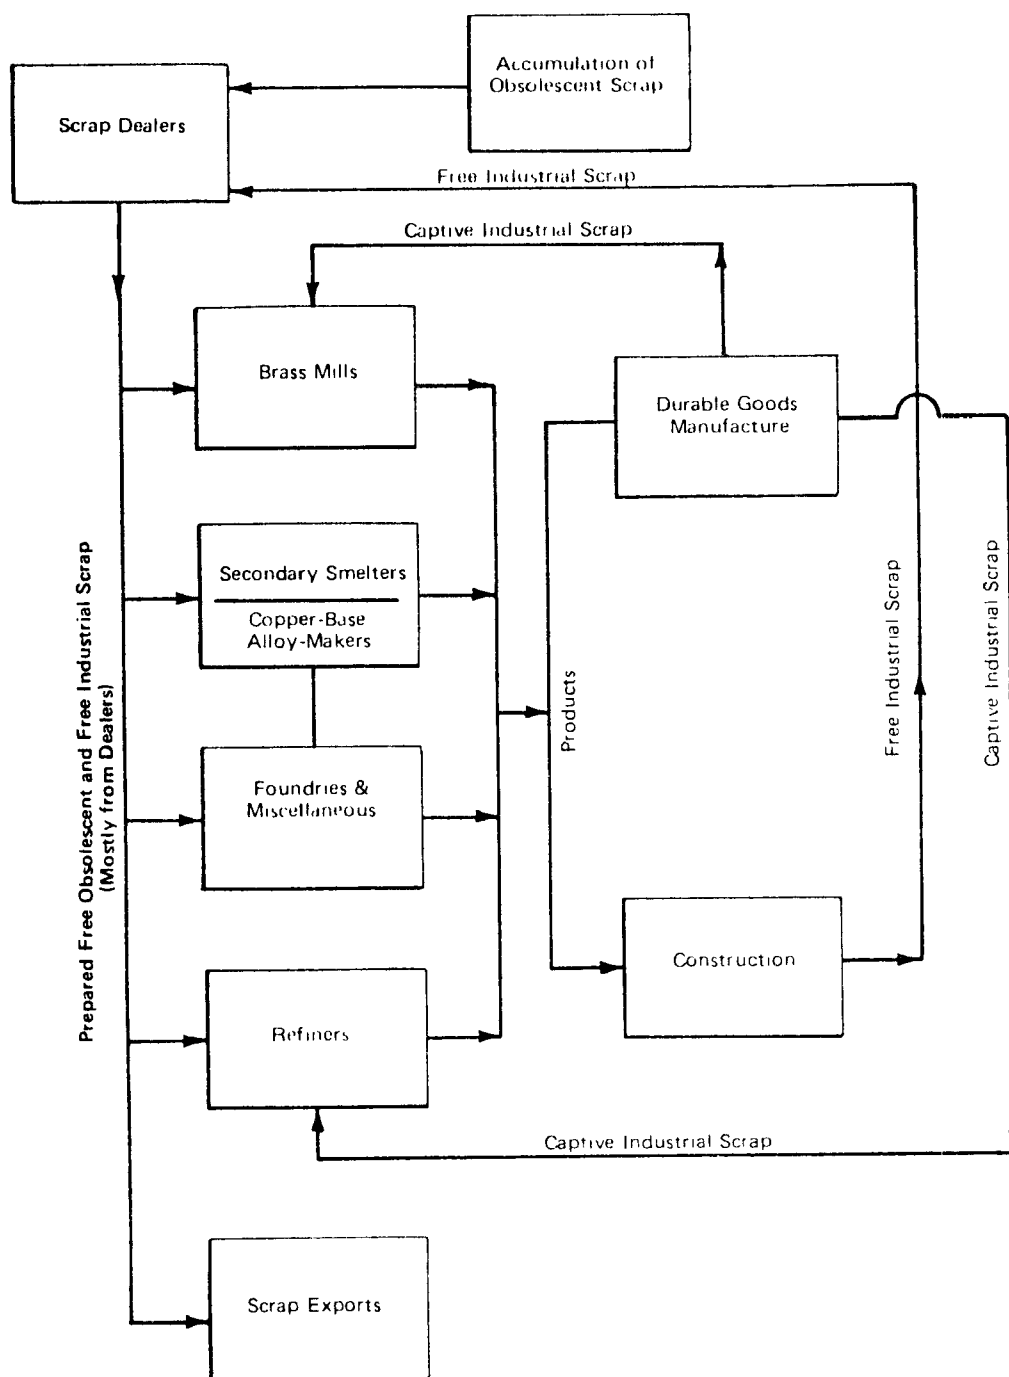 Accumulation of
Obsolescent Scrap
Scrap Dealers
Free Industrial Scrap
Captive Industrial Scrap
Brass Mills
Durable Goods
Manufacture
Secondary Smelters
Copper-Base
Alloy-Makers
Prepared Free Obsolescent and Free Industrial Scrap
(Mostly from Dealers)
Products
Free Industrial Scrap
Captive Industrial Scrap
Foundries &
Miscellaneous
Construction
Refiners
Captive Industrial Scrap
Scrap Exports